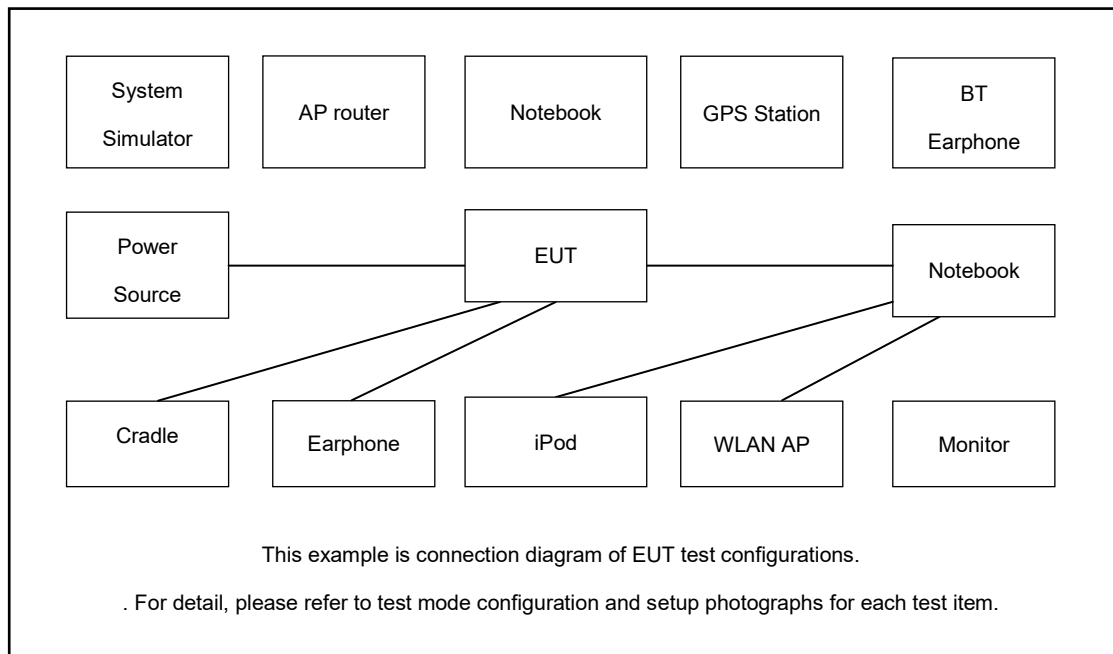 System
Simulator
AP router
Notebook
GPS Station
BT
Earphone
Power
Source
EUT
Notebook
Cradle
Earphone
iPod
WLAN AP
Monitor
This example is connection diagram of EUT test configurations.
. For detail, please refer to test mode configuration and setup photographs for each test item.